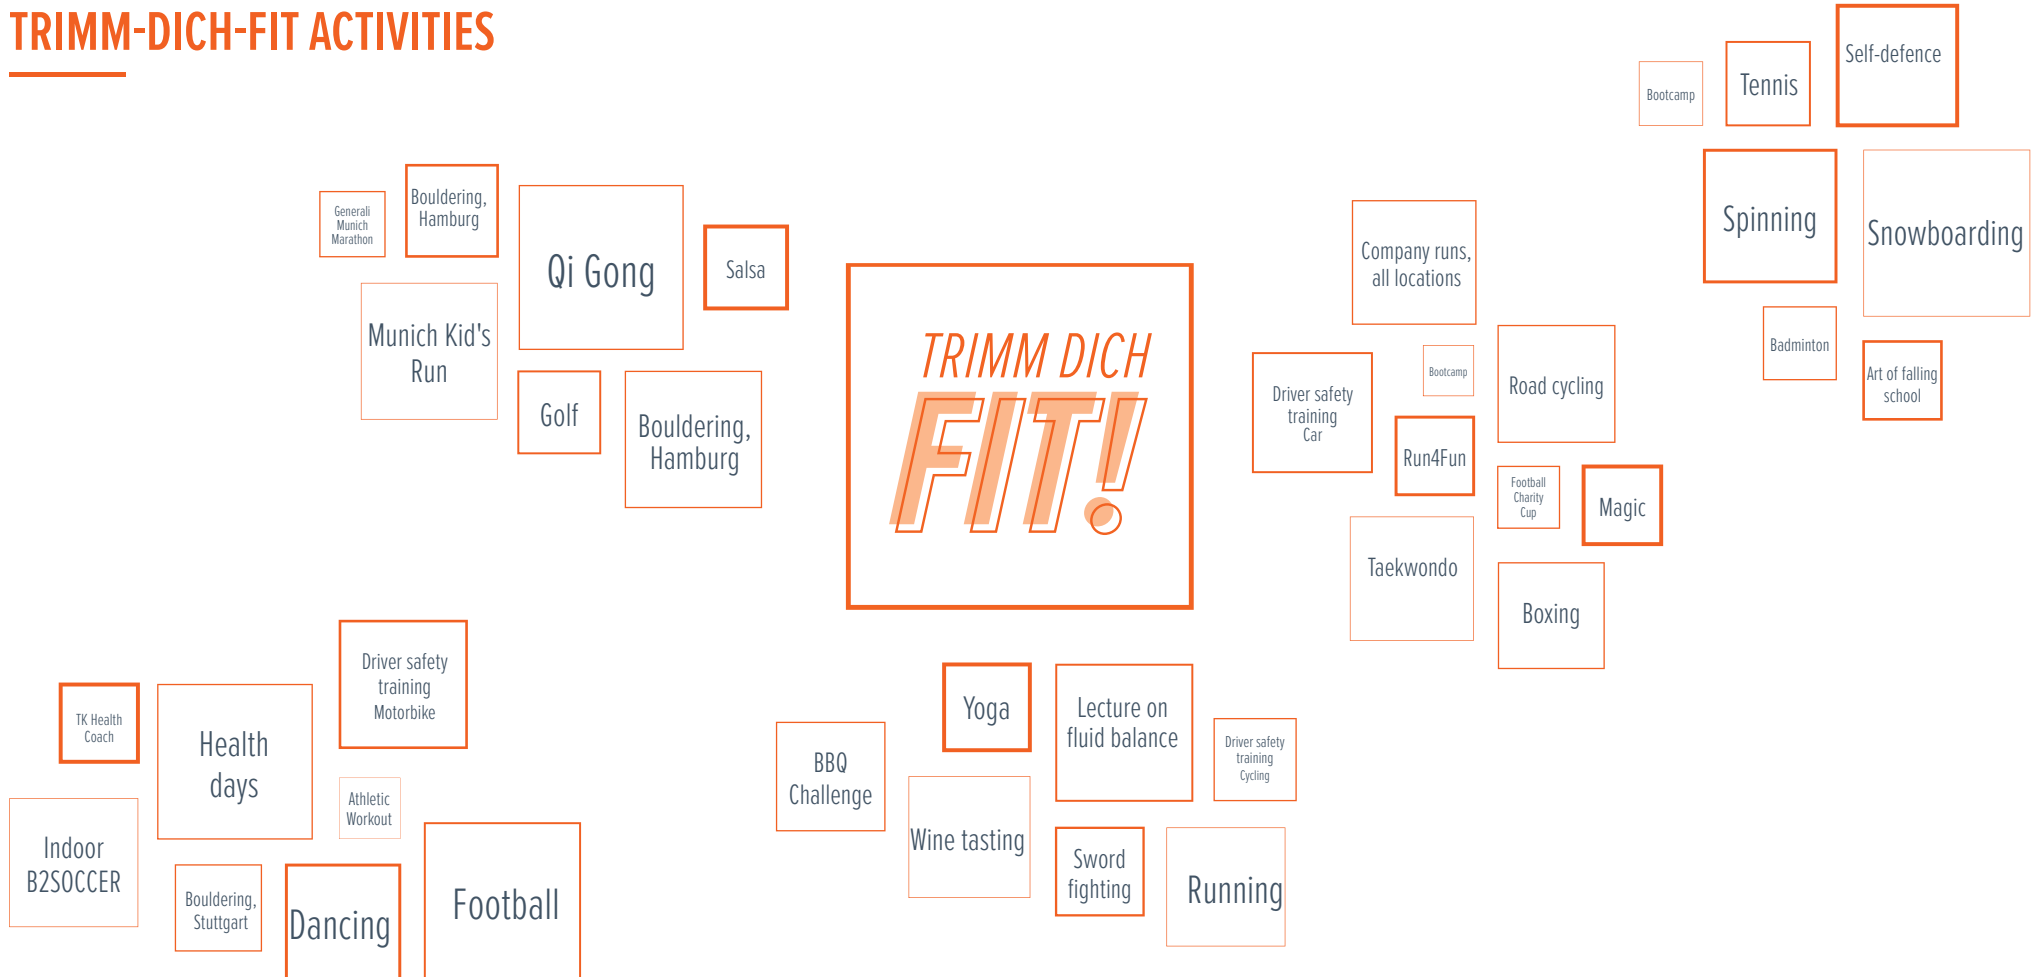 TRIMM-DICH-FIT ACTIVITIES
Bootcamp
Tennis
Self-defence
Spinning
Snowboarding
Badminton
Art of falling
school
Generali
Munich
Marathon
Bouldering,
Hamburg
Qi Gong
Salsa
Munich Kid's
Run
Golf
Bouldering,
Hamburg
TRIMM DICH
FIT!
Company runs,
all locations
Driver safety
training
Car
Bootcamp
Road cycling
Run4Fun
Football
Charity
Cup
Magic
Taekwondo
Boxing
TK Health
Coach
Health
days
Driver safety
training
Motorbike
Athletic
Workout
Indoor
B2SOCCER
Bouldering,
Stuttgart
Dancing
Football
Yoga
Lecture on
fluid balance
Driver safety
training
Cycling
BBQ
Challenge
Wine tasting
Sword
fighting
Running